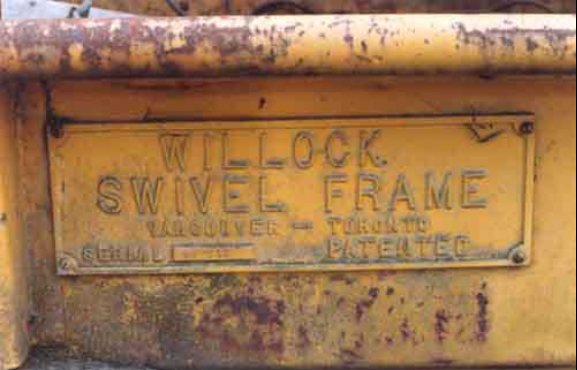 WILLOCK
SWIVEL FRAME
VANCOUVER — TORONTO
SERIAL PATENTED